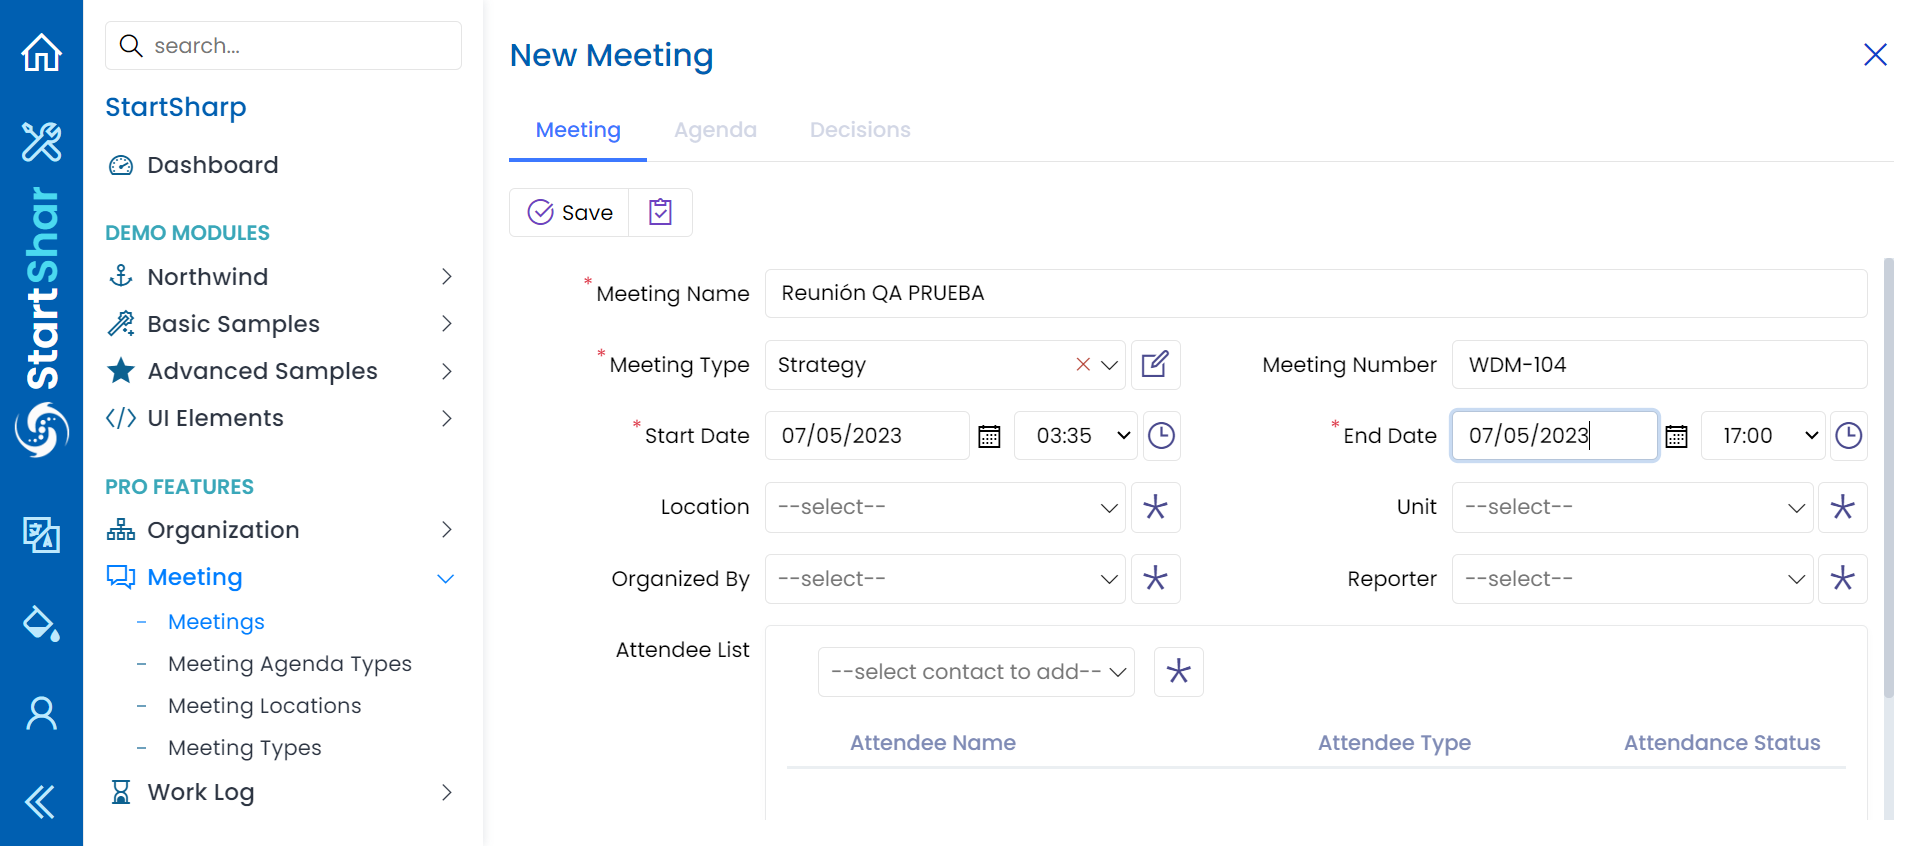 StartShar
search...
StartSharp
Dashboard
DEMO MODULES
Northwind
Basic Samples
Advanced Samples
UI Elements
PRO FEATURES
Organization
Meeting
- Meetings
- Meeting Agenda Types
- Meeting Locations
- Meeting Types
Work Log
New Meeting
Meeting Agenda Decisions
Save
* Meeting Name Reunión QA PRUEBA
* Meeting Type Strategy Meeting Number WDM-104
* Start Date 07/05/2023 03:35 * End Date 07/05/2023 17:00
Location --select-- Unit --select--
Organized By --select-- Reporter --select--
Attendee List --select contact to add--
Attendee Name Attendee Type Attendance Status